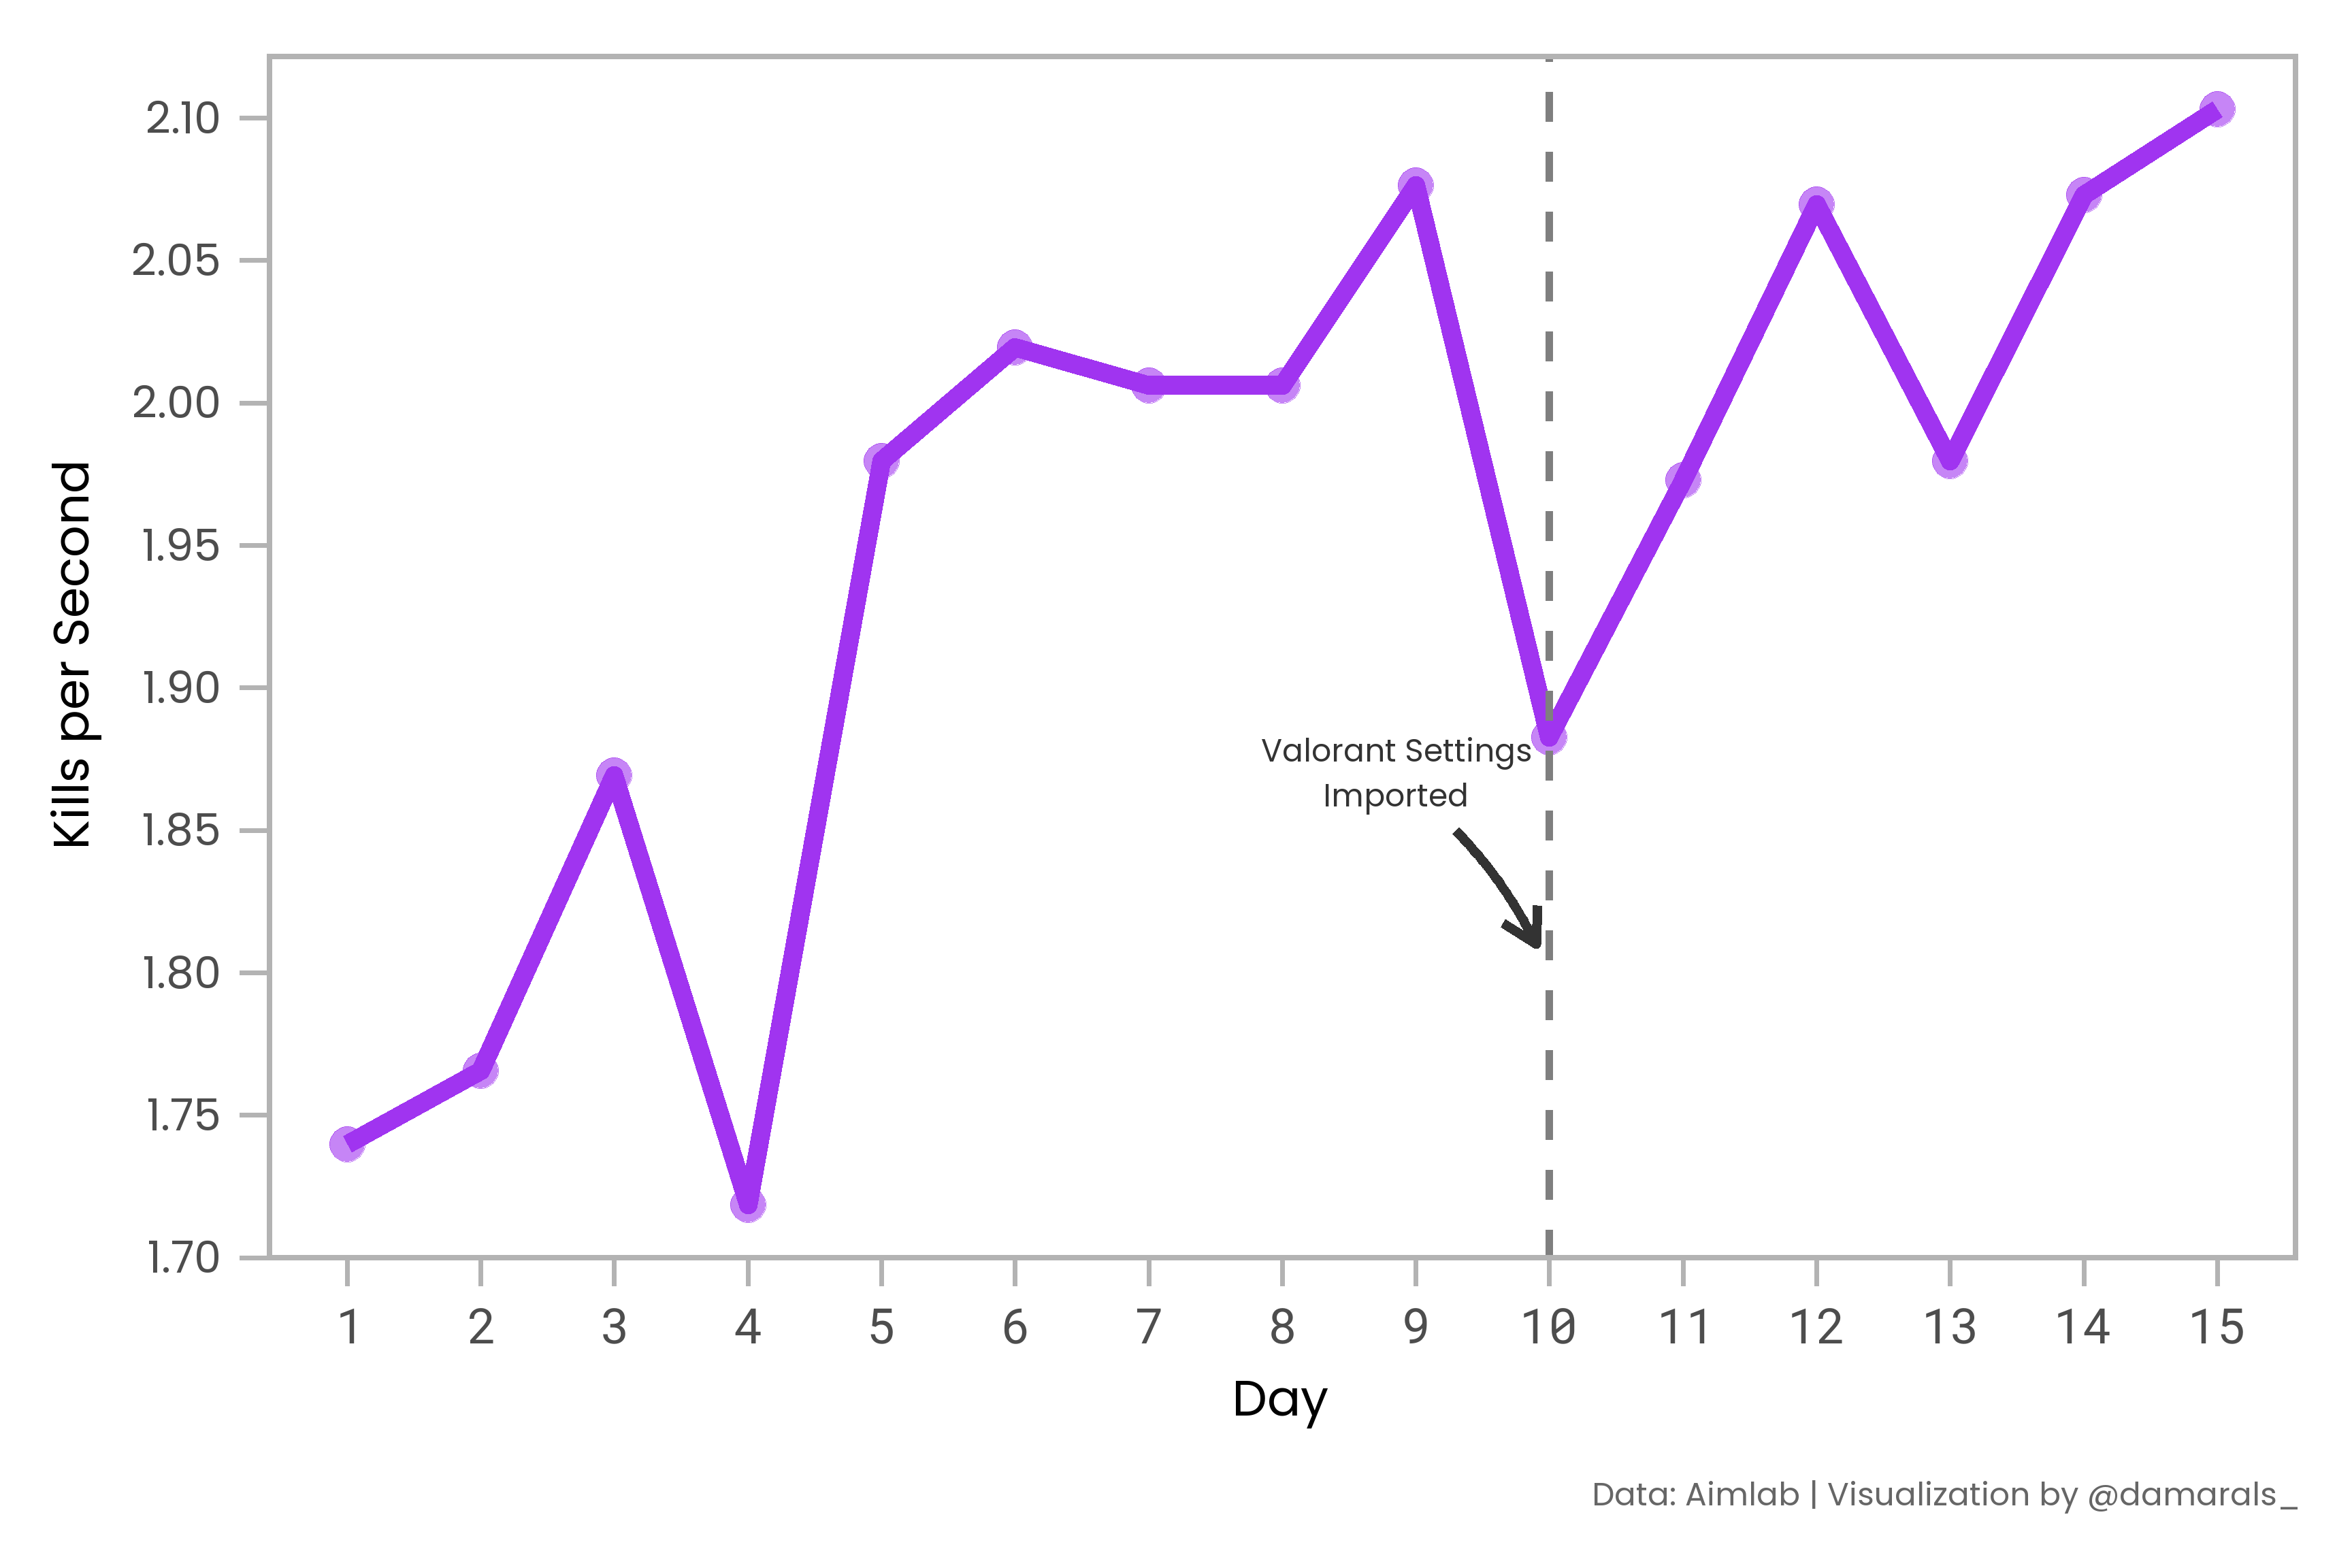 2.10
2.05
2.00
1.95
1.90
1.85
1.80
1.75
1.70
Kills per Second
Valorant Settings
Imported
1 2 3 4 5 6 7 8 9 10 11 12 13 14 15
Day
Data: Aimlab | Visualization by @damarals_